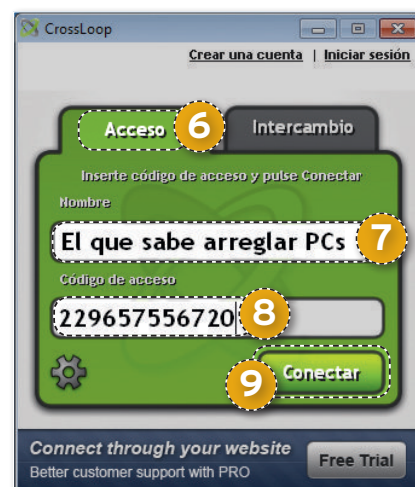 CrossLoop
Crear una cuenta | Iniciar sesión
Acceso 6 Intercambio
Inserte código de acceso y pulse Conectar
Nombre
El que sabe arreglar PCs 7
Código de acceso
229657556720 8
9 Conectar
Connect through your website
Better customer support with PRO
Free Trial